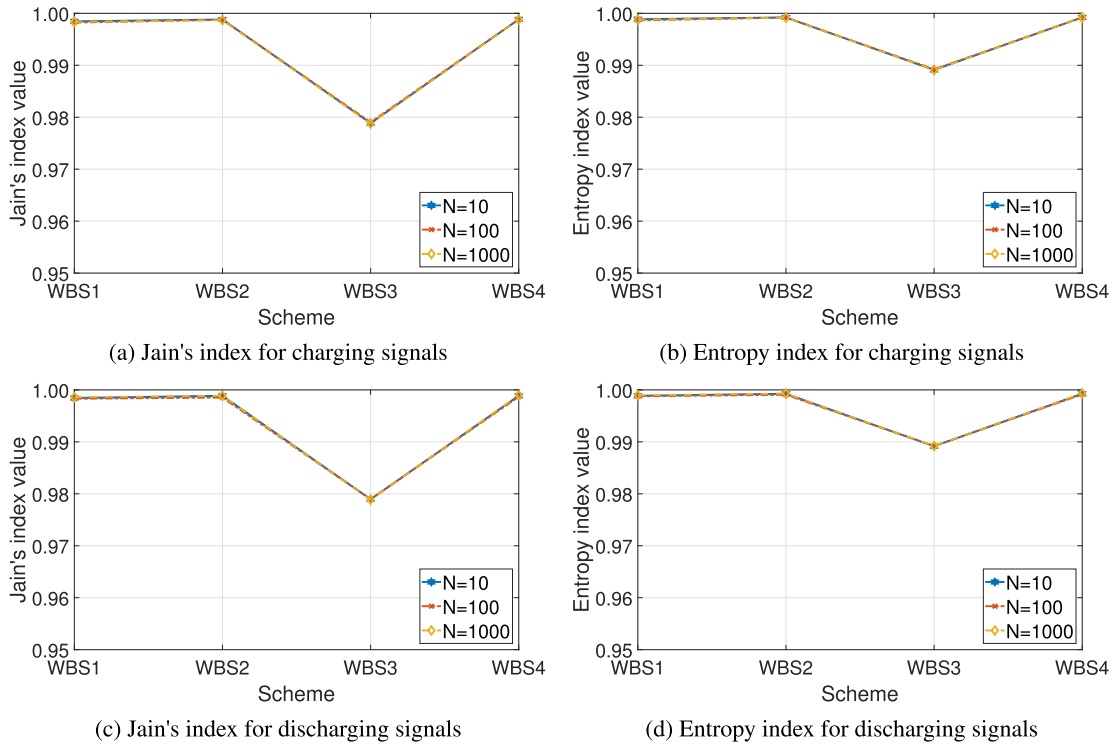 1.00
0.99
0.98
0.97
0.96
0.95
Jain's index value
N=10
N=100
N=1000
WBS1 WBS2 WBS3 WBS4
Scheme
(a) Jain's index for charging signals
1.00
0.99
0.98
0.97
0.96
0.95
Entropy index value
N=10
N=100
N=1000
WBS1 WBS2 WBS3 WBS4
Scheme
(b) Entropy index for charging signals
1.00
0.99
0.98
0.97
0.96
0.95
Jain's index value
N=10
N=100
N=1000
WBS1 WBS2 WBS3 WBS4
Scheme
(c) Jain's index for discharging signals
1.00
0.99
0.98
0.97
0.96
0.95
Entropy index value
N=10
N=100
N=1000
WBS1 WBS2 WBS3 WBS4
Scheme
(d) Entropy index for discharging signals